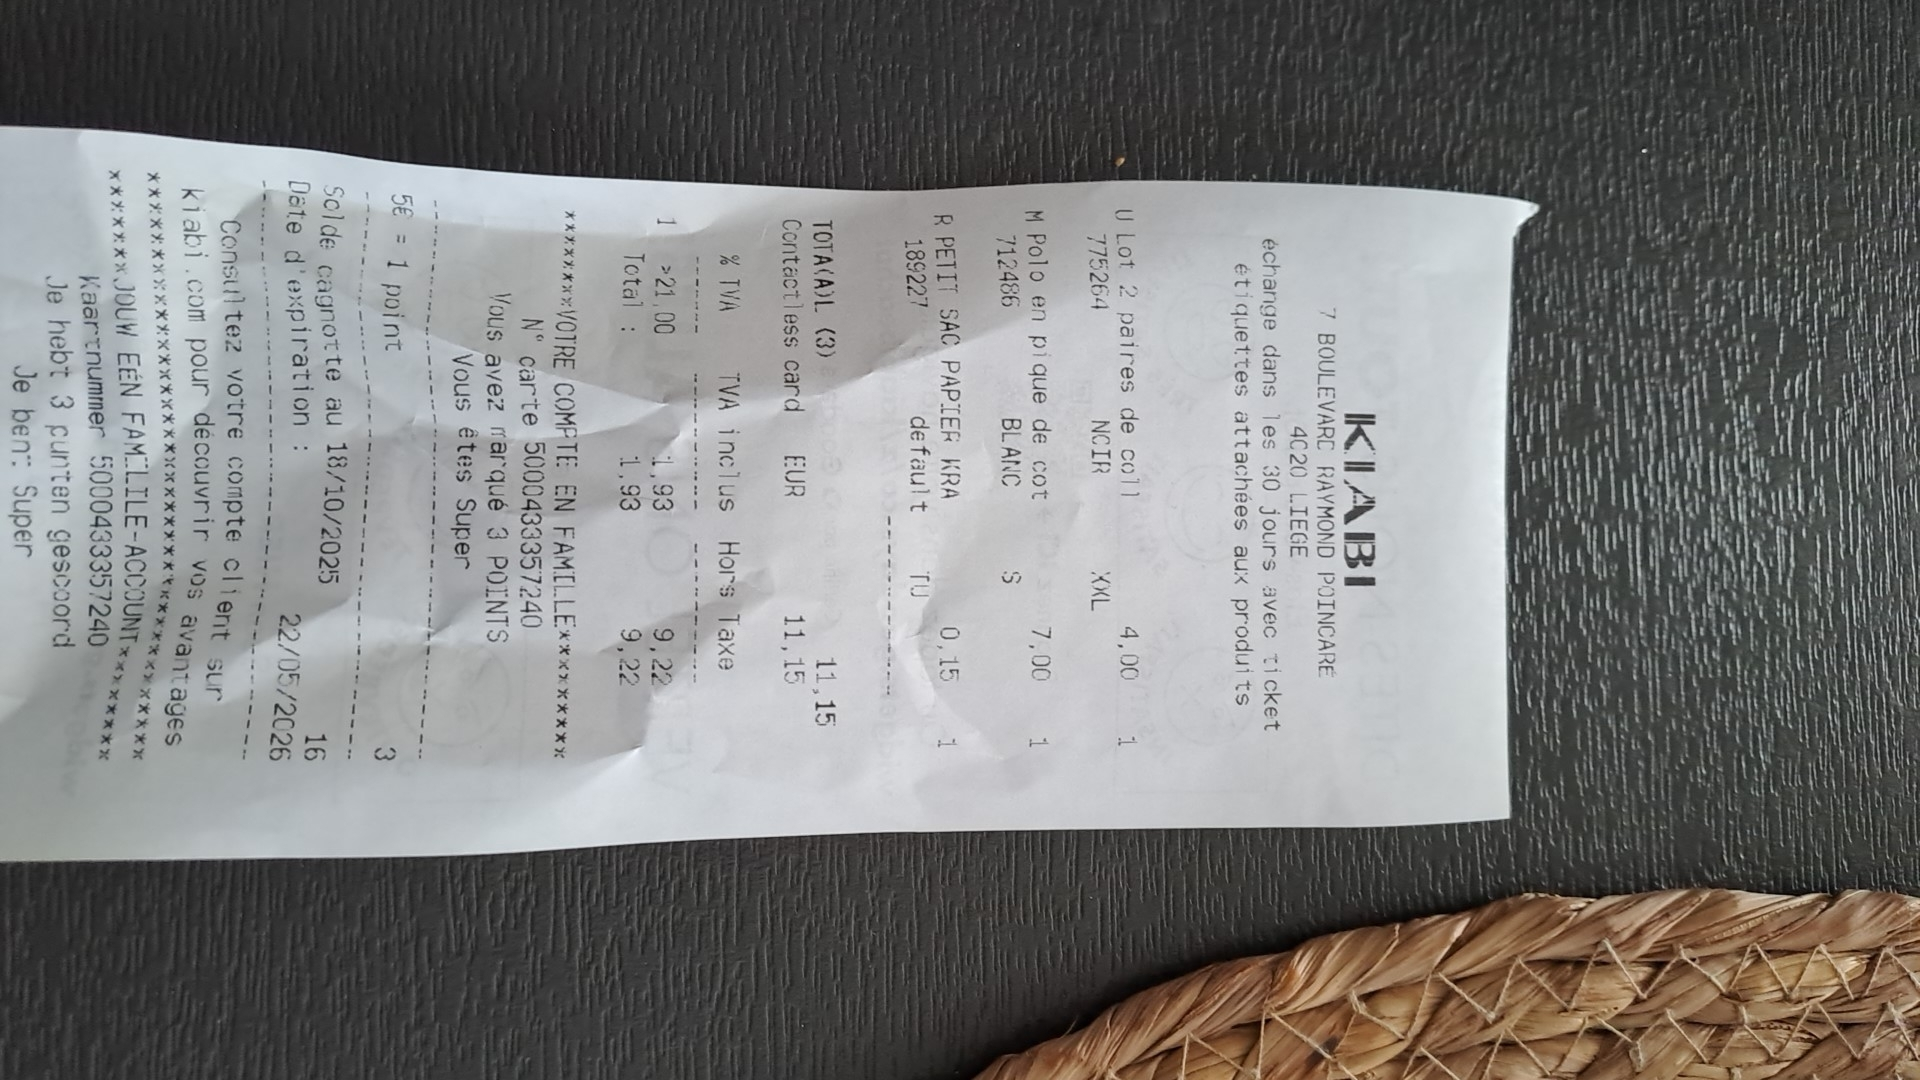 KIABI
7 BOULEVARD RAYMOND POINCARÉ
4020 LIEGE
échange dans les 30 jours avec ticket
étiquettes attachées aux produits
U Lot 2 paires de coll 4,00 1
775264 NOIR XXL
M Polo en pique de cot 7,00 1
712486 BLANC S
R PETIT SAC PAPIER KRA 0,15 1
189227 default TU
TOTA(A)L (3) 11,15
Contactless card EUR 11,15
% TVA TVA inclus Hors Taxe
1 >21,00 1,93 9,22
Total : 1,93 9,22
*********VOTRE COMPTE EN FAMILLE**********
N° carte 5000433357240
Vous avez marqué 3 POINTS
Vous êtes Super
5€ = 1 point 3
Solde cagnotte au 18/10/2025 16
Date d'expiration : 22/05/2026
Consultez votre compte client sur
kiabi.com pour découvrir vos avantages
******************************************
********JOUW EEN FAMILLE-ACCOUNT*********
Kaartnummer 5000433357240
Je hebt 3 punten gescoord
Je bent Super